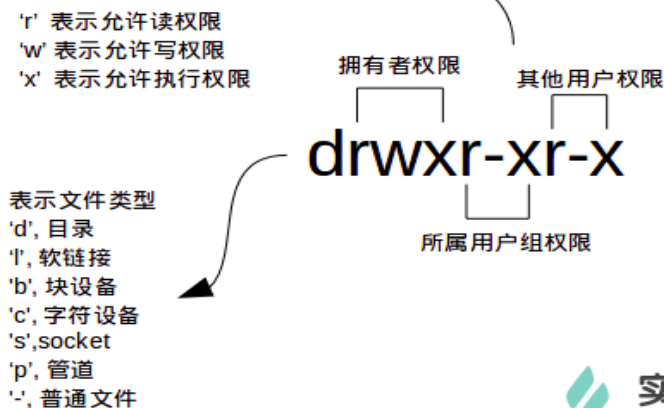 'r' 表示允许读权限
'w' 表示允许写权限
'x' 表示允许执行权限
拥有者权限
其他用户权限
drwxr-xr-x
所属用户组权限
表示文件类型
'd', 目录
'l', 软链接
'b', 块设备
'c', 字符设备
's',socket
'p', 管道
'-', 普通文件
实